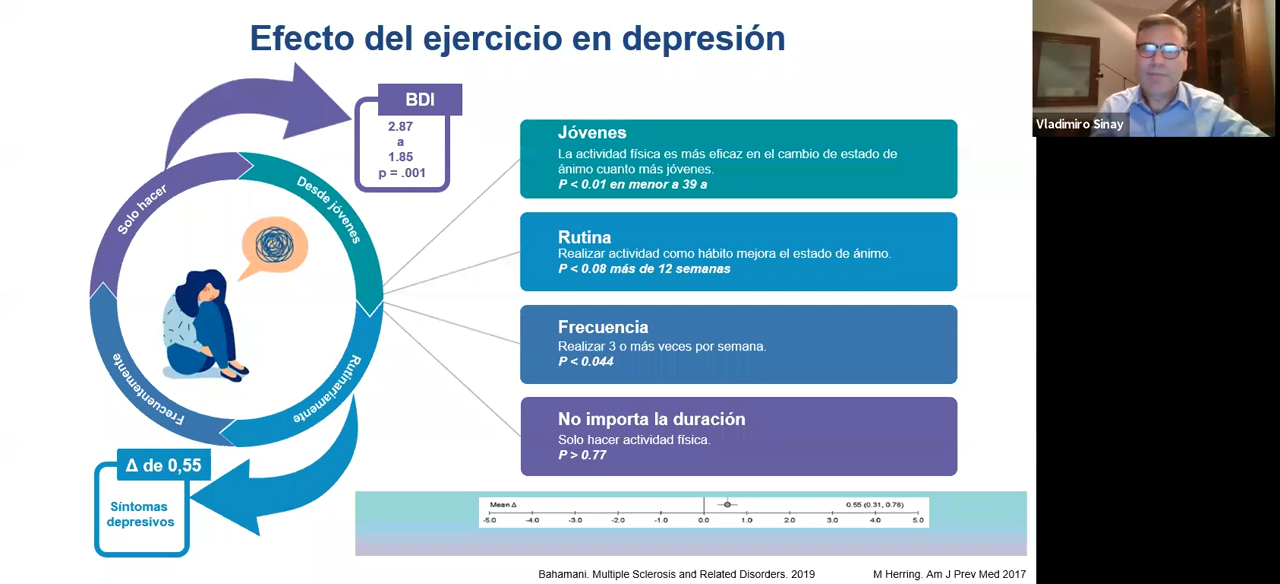 Efecto del ejercicio en depresión
Vladimiro Sinay
BDI
2.87
a
1.85
p = .001
Solo hacer
Desde jóvenes
Rutinariamente
Frecuentemente
Δ de 0,55
Síntomas
depresivos
Jóvenes
La actividad física es más eficaz en el cambio de estado de
ánimo cuanto más jóvenes.
P < 0.01 en menor a 39 a
Rutina
Realizar actividad como hábito mejora el estado de ánimo.
P < 0.08 más de 12 semanas
Frecuencia
Realizar 3 o más veces por semana.
P < 0.044
No importa la duración
Solo hacer actividad física.
P > 0.77
Mean Δ 0.55 (0.31, 0.78)
-5.0 -4.0 -3.0 -2.0 -1.0 0.0 1.0 2.0 3.0 4.0 5.0
Bahamani. Multiple Sclerosis and Related Disorders. 2019 M Herring. Am J Prev Med 2017